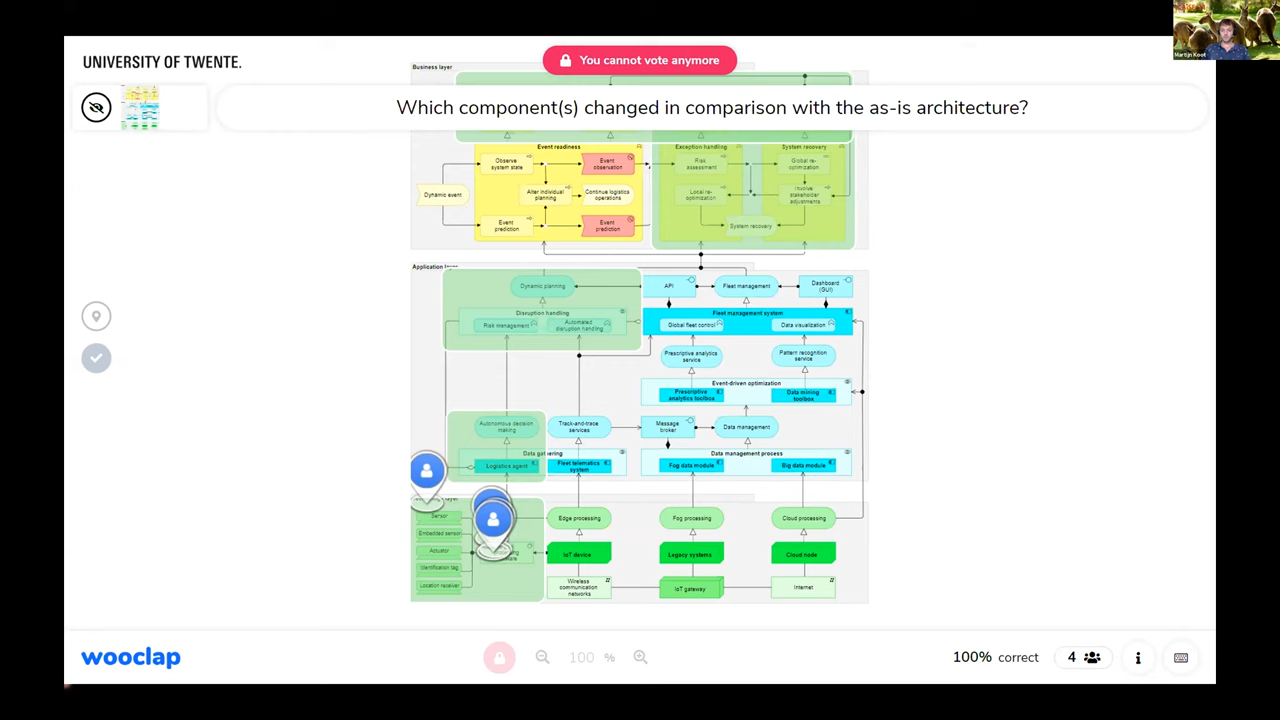 UNIVERSITY OF TWENTE.
Business layer
You cannot vote anymore
Martijn Koot
Which component(s) changed in comparison with the as-is architecture?
Event readiness
Exception handling
System recovery
Observe system state
Event observation
Risk assessment
Global re-optimization
Dynamic event
Alter individual planning
Continue logistics operations
Local re-optimization
Involve stakeholder adjustments
Event prediction
Event prediction
System recovery
Application layer
Dynamic planning
API
Fleet management
Dashboard (GUI)
Disruption handling
Fleet management system
Risk management
Automated disruption handling
Global fleet control
Data visualization
Prescriptive analytics service
Pattern recognition service
Event-driven optimization
Prescriptive analytics toolbox
Data mining toolbox
Autonomous decision making
Track-and-trace services
Message broker
Data management
Data gathering
Data management process
Logistics agent
Fleet telematics system
Fog data module
Big data module
layer
Sensor
Edge processing
Fog processing
Cloud processing
Embedded sensor
Actuator
IoT device
Legacy systems
Cloud node
Identification tag
Location receiver
Wireless communication networks
IoT gateway
Internet
wooclap
100 %
100% correct
4